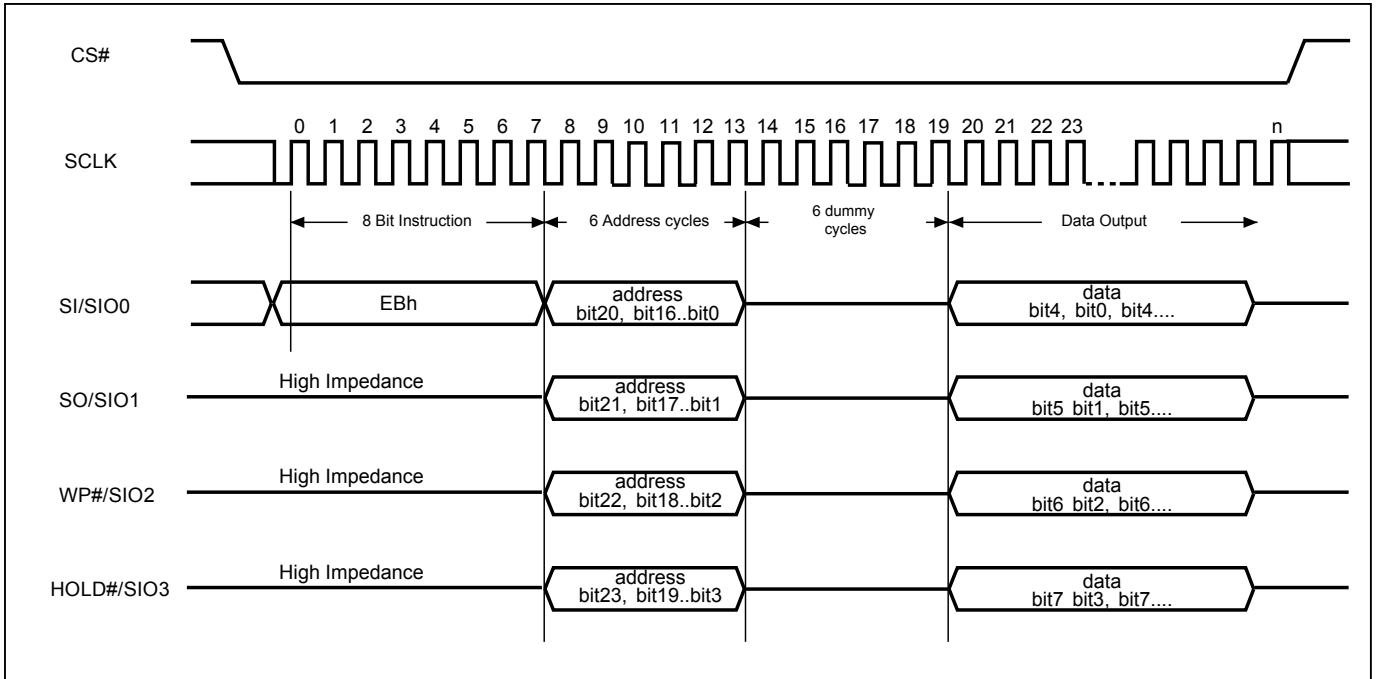 CS#
0 1 2 3 4 5 6 7 8 9 10 11 12 13 14 15 16 17 18 19 20 21 22 23 n
SCLK
8 Bit Instruction 6 Address cycles 6 dummy cycles Data Output
SI/SIO0 EBh address data
bit20, bit16..bit0 bit4, bit0, bit4....
High Impedance
SO/SIO1 address data
bit21, bit17..bit1 bit5 bit1, bit5....
High Impedance
WP#/SIO2 address data
bit22, bit18..bit2 bit6 bit2, bit6....
High Impedance
HOLD#/SIO3 address data
bit23, bit19..bit3 bit7 bit3, bit7....